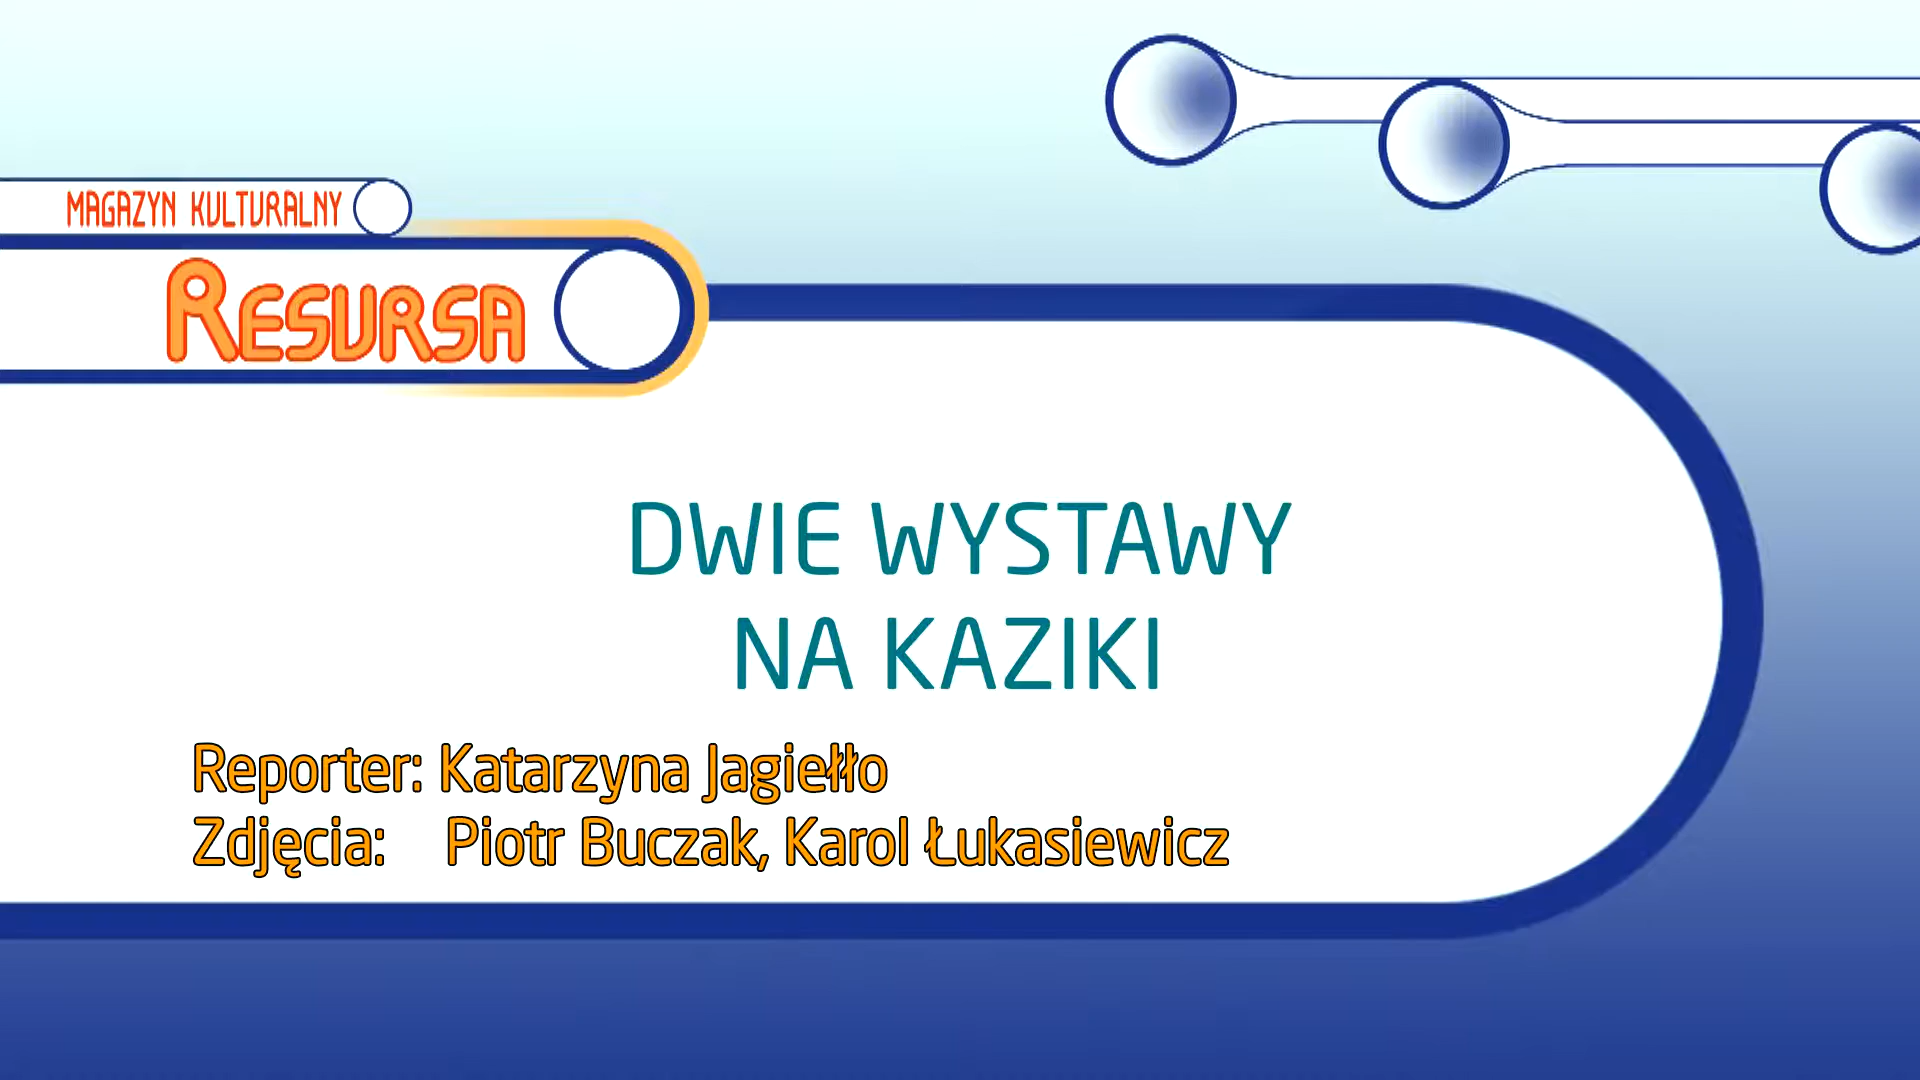 MAGAZYN KULTURALNY
RESURSA
DWIE WYSTAWY
NA KAZIKI
Reporter: Katarzyna Jagiełło
Zdjęcia: Piotr Buczak, Karol Łukasiewicz